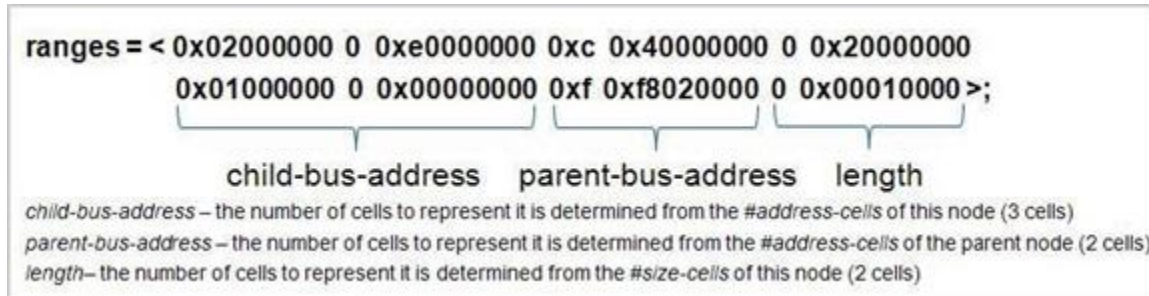 ranges = < 0x02000000 0 0xe0000000 0xc 0x40000000 0 0x20000000
0x01000000 0 0x00000000 0xf 0xf8020000 0 0x00010000 >;
child-bus-address parent-bus-address length
child-bus-address – the number of cells to represent it is determined from the #address-cells of this node (3 cells)
parent-bus-address – the number of cells to represent it is determined from the #address-cells of the parent node (2 cells)
length– the number of cells to represent it is determined from the #size-cells of this node (2 cells)